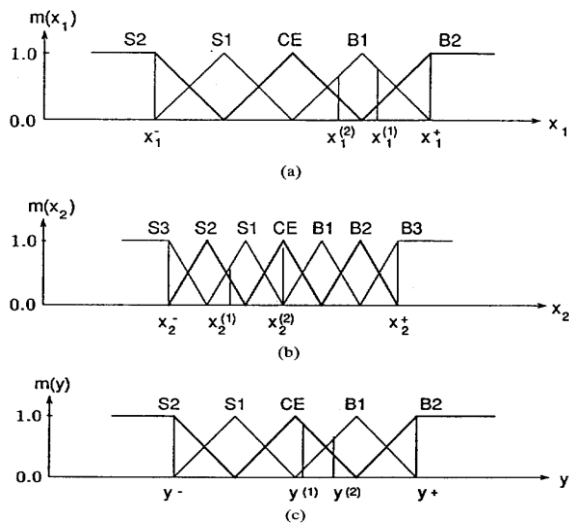 m(x₁)
S2 S1 CE B1 B2
1.0
0.0
x₁⁻ x₁⁽²⁾ x₁⁽¹⁾ x₁⁺ x₁
(a)
m(x₂)
S3 S2 S1 CE B1 B2 B3
1.0
0.0
x₂⁻ x₂⁽¹⁾ x₂⁽²⁾ x₂⁺ x₂
(b)
m(y)
S2 S1 CE B1 B2
1.0
0.0
y⁻ y⁽¹⁾ y⁽²⁾ y⁺ y
(c)